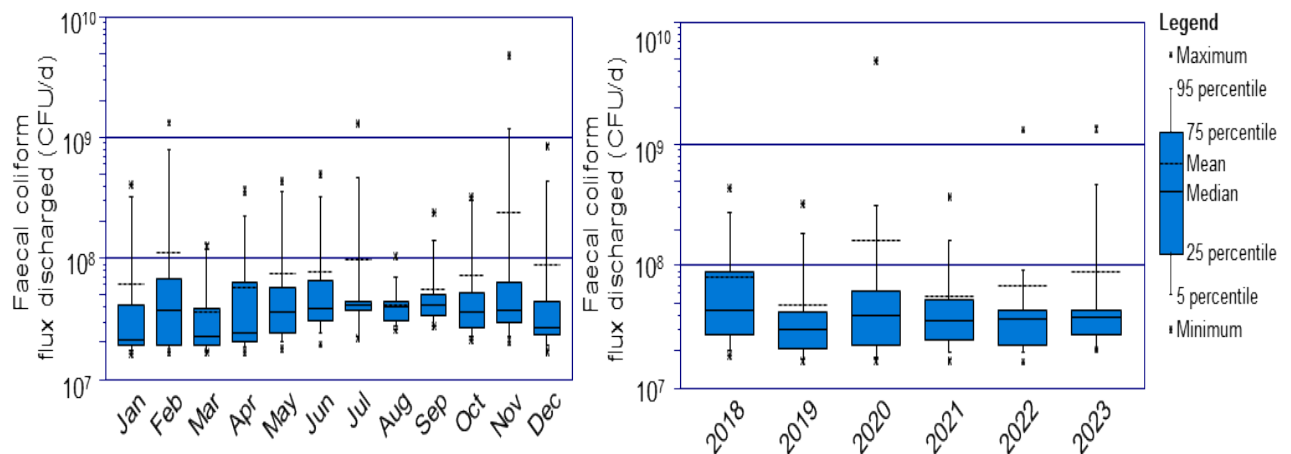 Faecal coliform
flux discharged (CFU/d)
10¹⁰
10⁹
10⁸
10⁷
Jan Feb Mar Apr May Jun Jul Aug Sep Oct Nov Dec
Faecal coliform
flux discharged (CFU/d)
10¹⁰
10⁹
10⁸
10⁷
2018 2019 2020 2021 2022 2023
Legend
Maximum
95 percentile
75 percentile
Mean
Median
25 percentile
5 percentile
Minimum